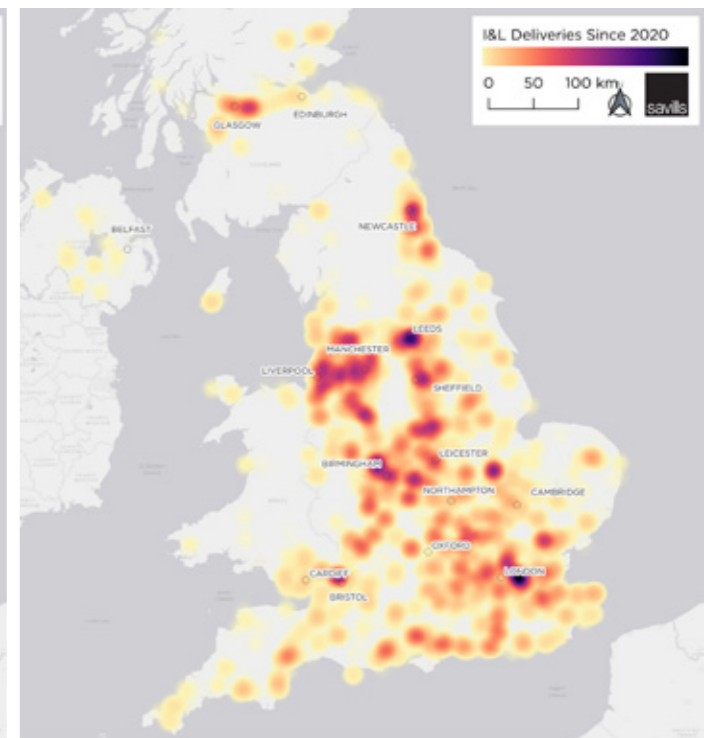 I&L Deliveries Since 2020
0 50 100 km
savills
EDINBURGH
GLASGOW
BELFAST
NEWCASTLE
LEEDS
MANCHESTER
LIVERPOOL
SHEFFIELD
LEICESTER
BIRMINGHAM
NORTHAMPTON
CAMBRIDGE
OXFORD
CARDIFF
LONDON
BRISTOL